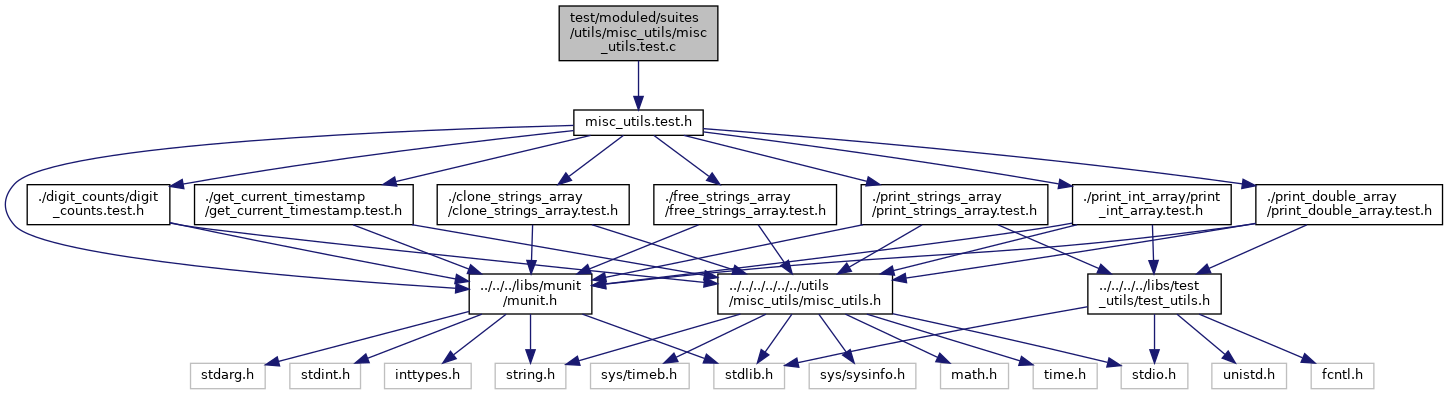 test/moduled/suites
/utils/misc_utils/misc
_utils.test.c
misc_utils.test.h
./digit_counts/digit
_counts.test.h
./get_current_timestamp
/get_current_timestamp.test.h
./clone_strings_array
/clone_strings_array.test.h
./free_strings_array
/free_strings_array.test.h
./print_strings_array
/print_strings_array.test.h
./print_int_array/print
_int_array.test.h
./print_double_array
/print_double_array.test.h
../../../libs/munit
/munit.h
../../../../../../utils
/misc_utils/misc_utils.h
../../../../libs/test
_utils/test_utils.h
stdarg.h
stdint.h
inttypes.h
string.h
sys/timeb.h
stdlib.h
sys/sysinfo.h
math.h
time.h
stdio.h
unistd.h
fcntl.h